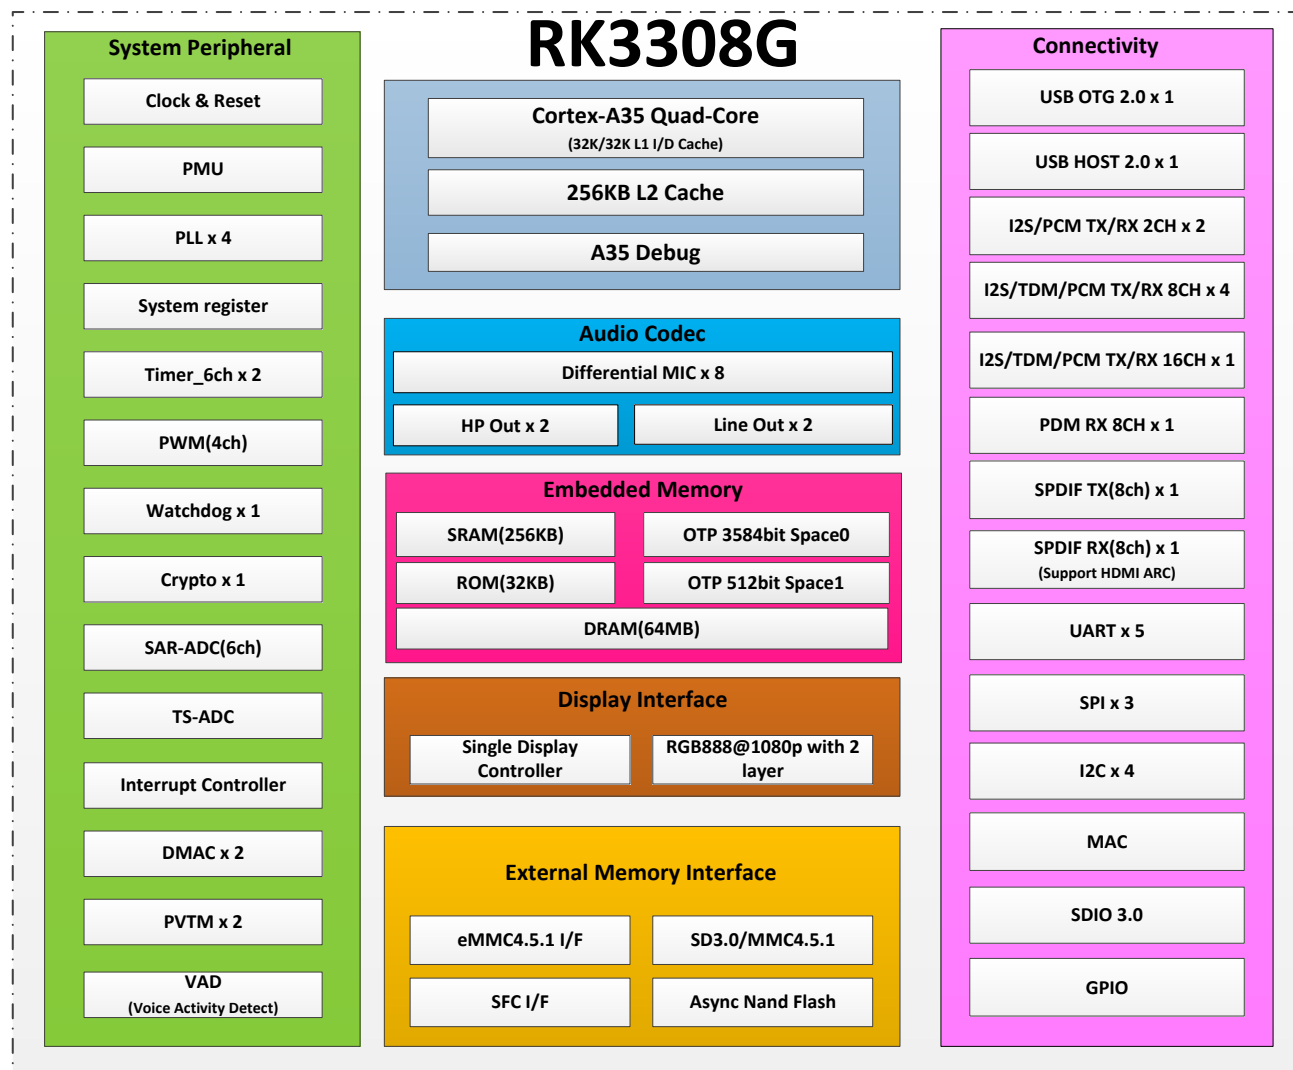 RK3308G
System Peripheral
Clock & Reset
PMU
PLL x 4
System register
Timer_6ch x 2
PWM(4ch)
Watchdog x 1
Crypto x 1
SAR-ADC(6ch)
TS-ADC
Interrupt Controller
DMAC x 2
PVTM x 2
VAD
(Voice Activity Detect)
Cortex-A35 Quad-Core
(32K/32K L1 I/D Cache)
256KB L2 Cache
A35 Debug
Audio Codec
Differential MIC x 8
HP Out x 2
Line Out x 2
Embedded Memory
SRAM(256KB)
OTP 3584bit Space0
ROM(32KB)
OTP 512bit Space1
DRAM(64MB)
Display Interface
Single Display
Controller
RGB888@1080p with 2
layer
External Memory Interface
eMMC4.5.1 I/F
SD3.0/MMC4.5.1
SFC I/F
Async Nand Flash
Connectivity
USB OTG 2.0 x 1
USB HOST 2.0 x 1
I2S/PCM TX/RX 2CH x 2
I2S/TDM/PCM TX/RX 8CH x 4
I2S/TDM/PCM TX/RX 16CH x 1
PDM RX 8CH x 1
SPDIF TX(8ch) x 1
SPDIF RX(8ch) x 1
(Support HDMI ARC)
UART x 5
SPI x 3
I2C x 4
MAC
SDIO 3.0
GPIO